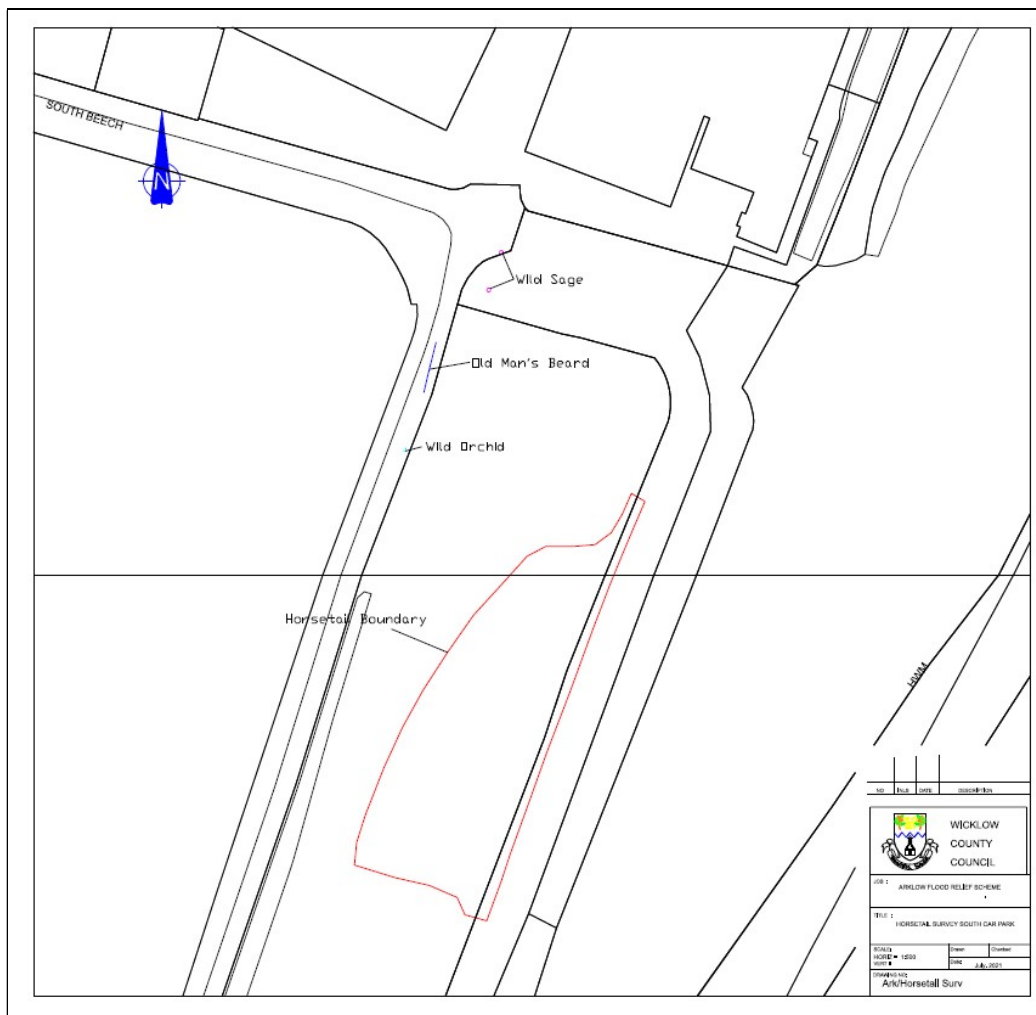 SOUTH BEECH
N
Wild Sage
Old Man's Beard
Wild Orchid
Horsetail Boundary
HWM
NO INLS DATE DESCRIPTION
WICKLOW
COUNTY
COUNCIL
JOB :
ARKLOW FLOOD RELIEF SCHEME
TITLE :
HORSETAIL SURVEY SOUTH CAR PARK
SCALE:
HORIZ = 1:500
VERT =
Drawn Checked
Date July, 2021
DRAWING NO:
Ark/Horsetail Surv